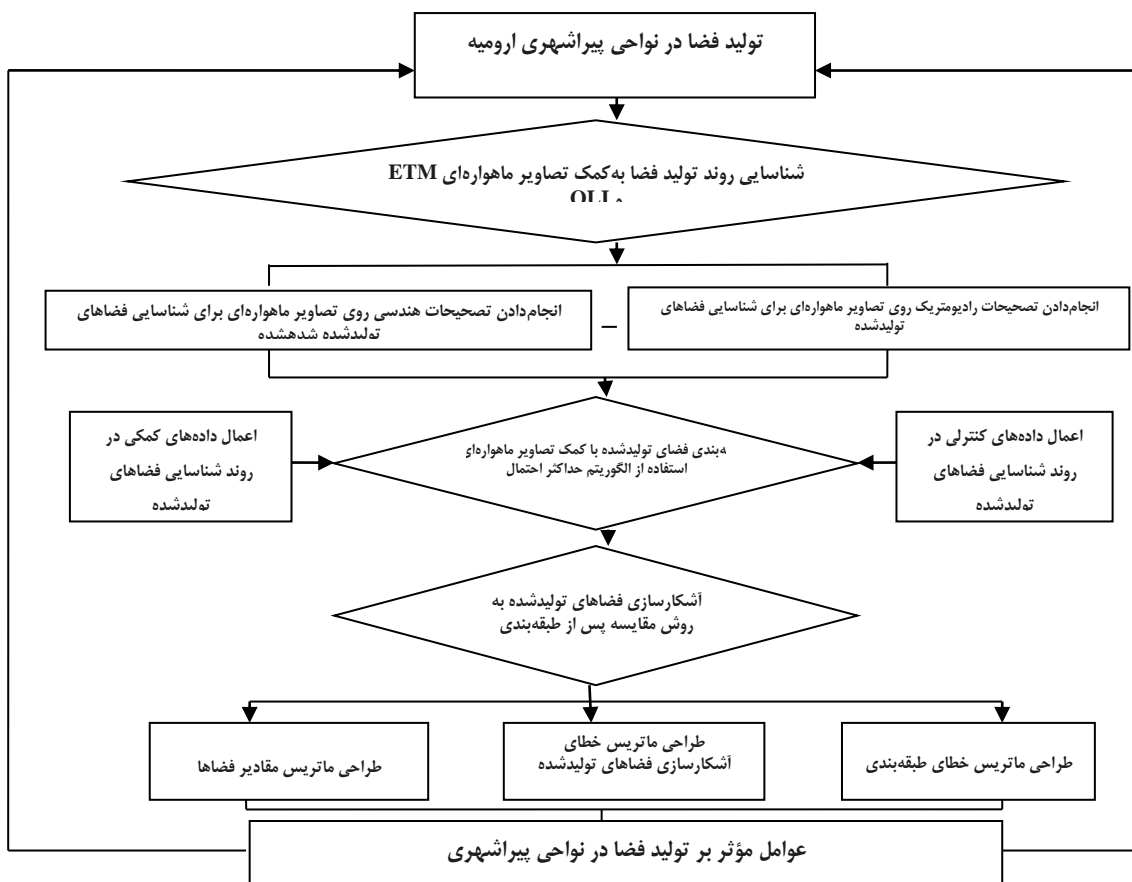 تولید فضا در نواحی پیراشهری ارومیه
شناسایی روند تولید فضا به‌کمک تصاویر ماهواره‌ای ETM
و OLI
انجام‌دادن تصحیحات رادیومتریک روی تصاویر ماهواره‌ای برای شناسایی فضاهای
تولیدشده
–
انجام‌دادن تصحیحات هندسی روی تصاویر ماهواره‌ای برای شناسایی فضاهای
تولیدشده شدهشده
اعمال داده‌های کنترلی در
روند شناسایی فضاهای
تولیدشده
ه‌بندی فضای تولیدشده با کمک تصاویر ماهواره‌ای
استفاده از الگوریتم حداکثر احتمال
اعمال داده‌های کمکی در
روند شناسایی فضاهای
تولیدشده
آشکارسازی فضاهای تولیدشده به
روش مقایسه پس از طبقه‌بندی
طراحی ماتریس خطای طبقه‌بندی
طراحی ماتریس خطای
آشکارسازی فضاهای تولیدشده
طراحی ماتریس مقادیر فضاها
عوامل مؤثر بر تولید فضا در نواحی پیراشهری